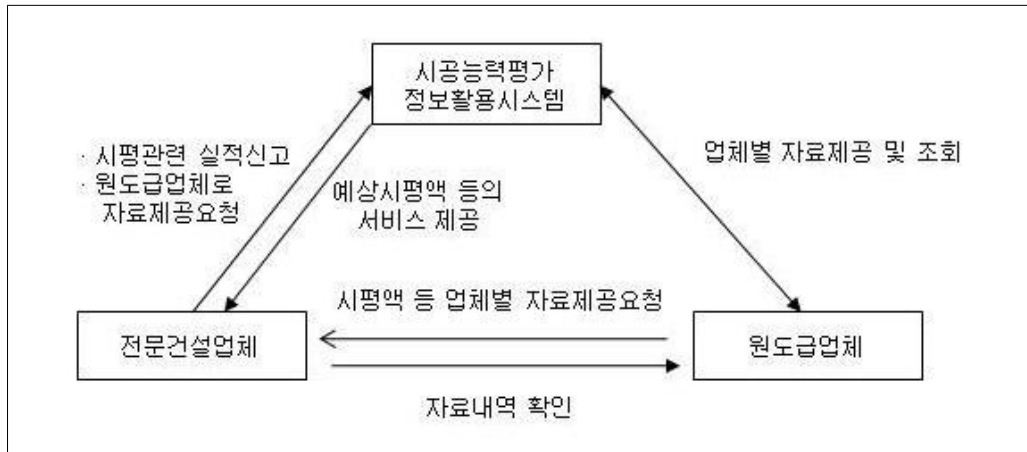 시공능력평가
정보활용시스템
· 시평관련 실적신고
· 원도급업체로
자료제공요청
예상시평액 등의
서비스 제공
업체별 자료제공 및 조회
시평액 등 업체별 자료제공요청
전문건설업체
원도급업체
자료내역 확인